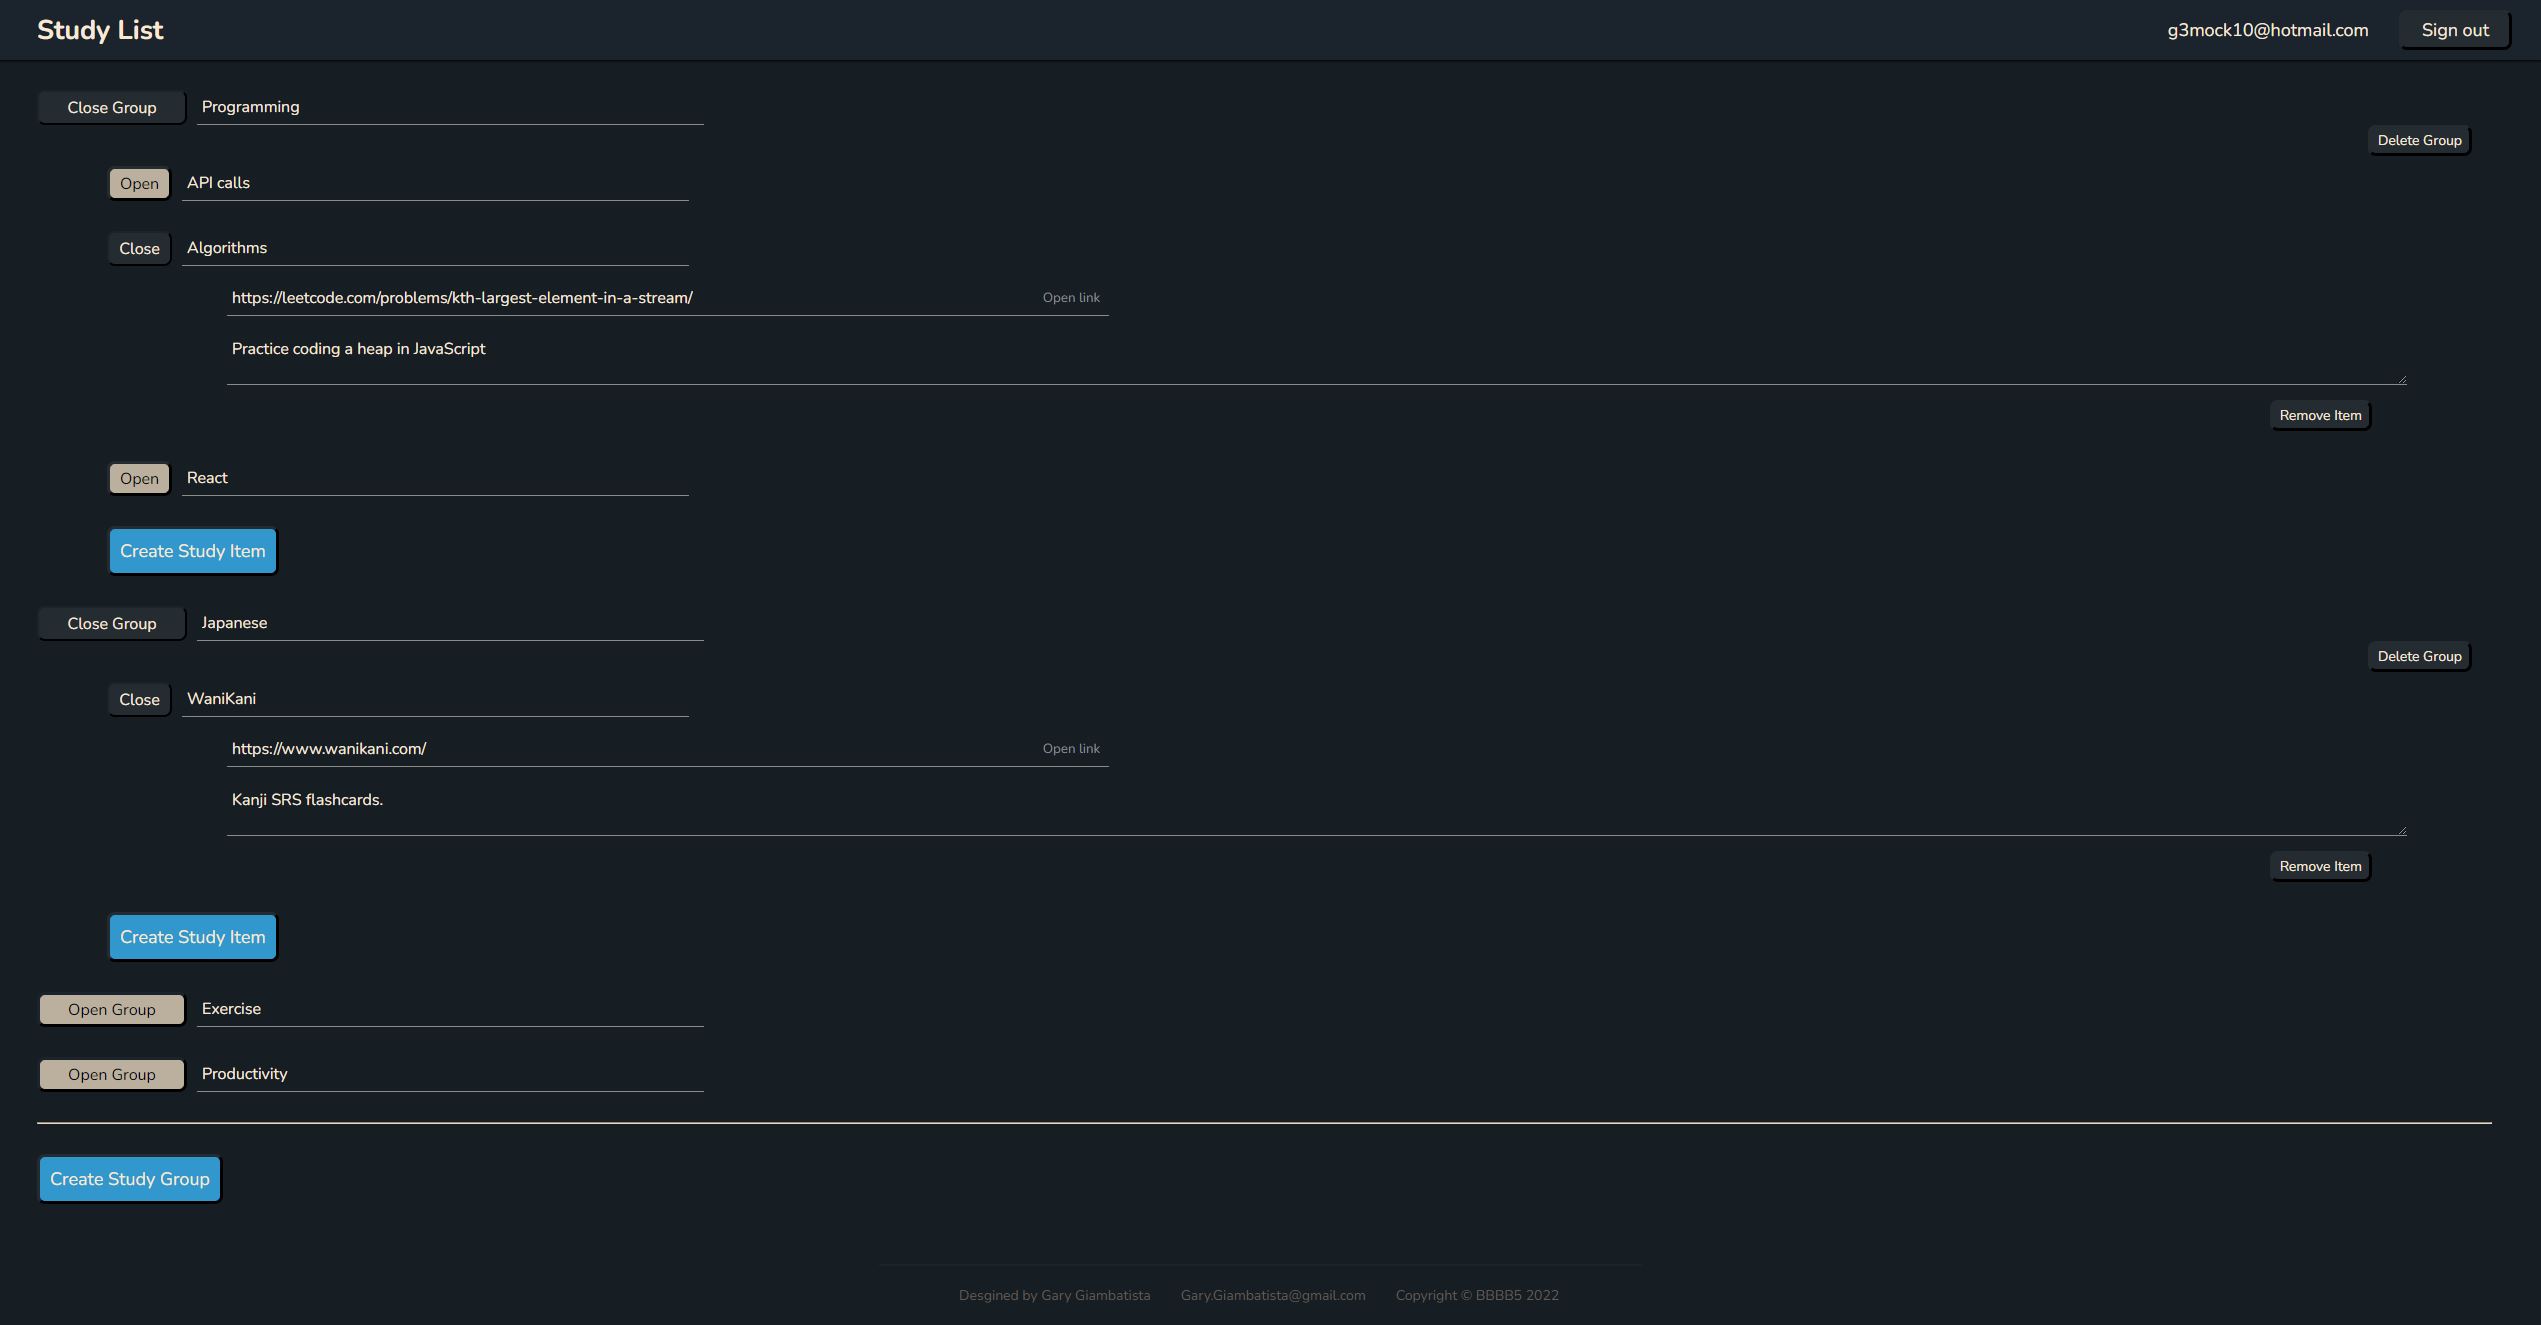 Study List g3mock10@hotmail.com Sign out
Close Group Programming
Delete Group
Open API calls
Close Algorithms
https://leetcode.com/problems/kth-largest-element-in-a-stream/ Open link
Practice coding a heap in JavaScript
Remove Item
Open React
Create Study Item
Close Group Japanese
Delete Group
Close WaniKani
https://www.wanikani.com/ Open link
Kanji SRS flashcards.
Remove Item
Create Study Item
Open Group Exercise
Open Group Productivity
Create Study Group
Desgined by Gary Giambatista Gary.Giambatista@gmail.com Copyright © BBBB5 2022